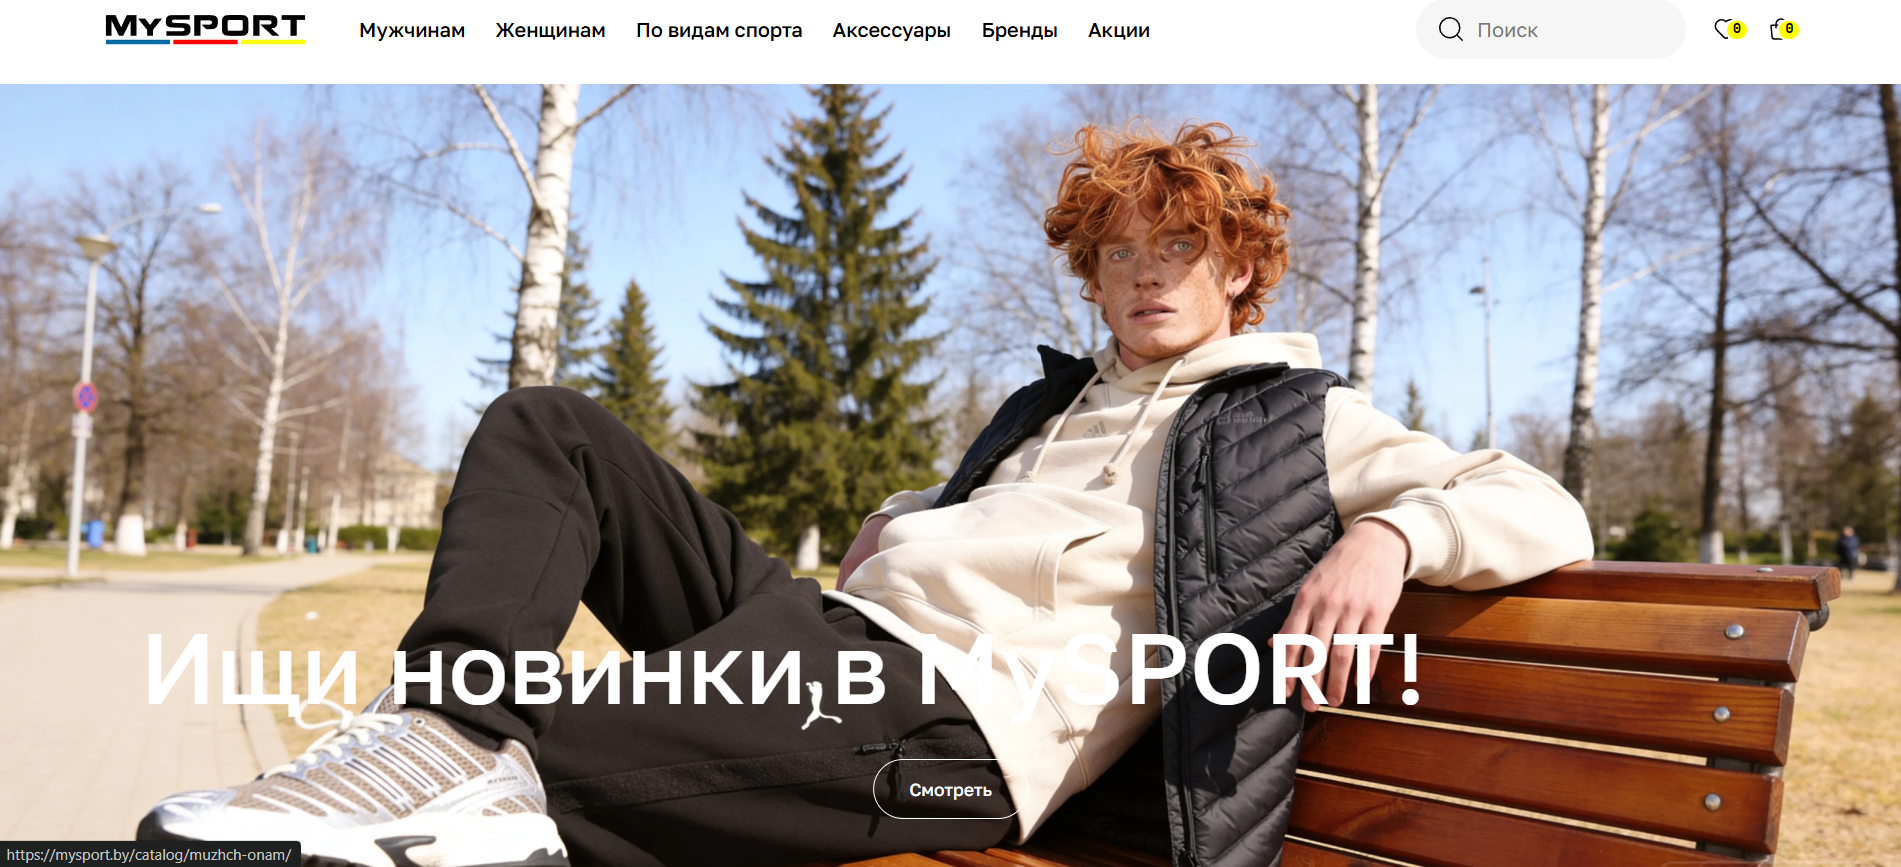 MySPORT
Мужчинам Женщинам По видам спорта Аксессуары Бренды Акции
Поиск
0 0
Ищи новинки в MySPORT!
Смотреть
https://mysport.by/catalog/muzhch-onam/